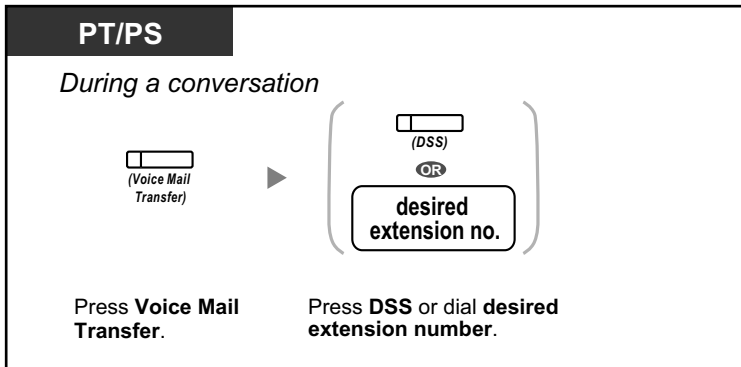 PT/PS
During a conversation
(Voice Mail
Transfer)
(DSS)
OR
desired
extension no.
Press Voice Mail
Transfer.
Press DSS or dial desired
extension number.